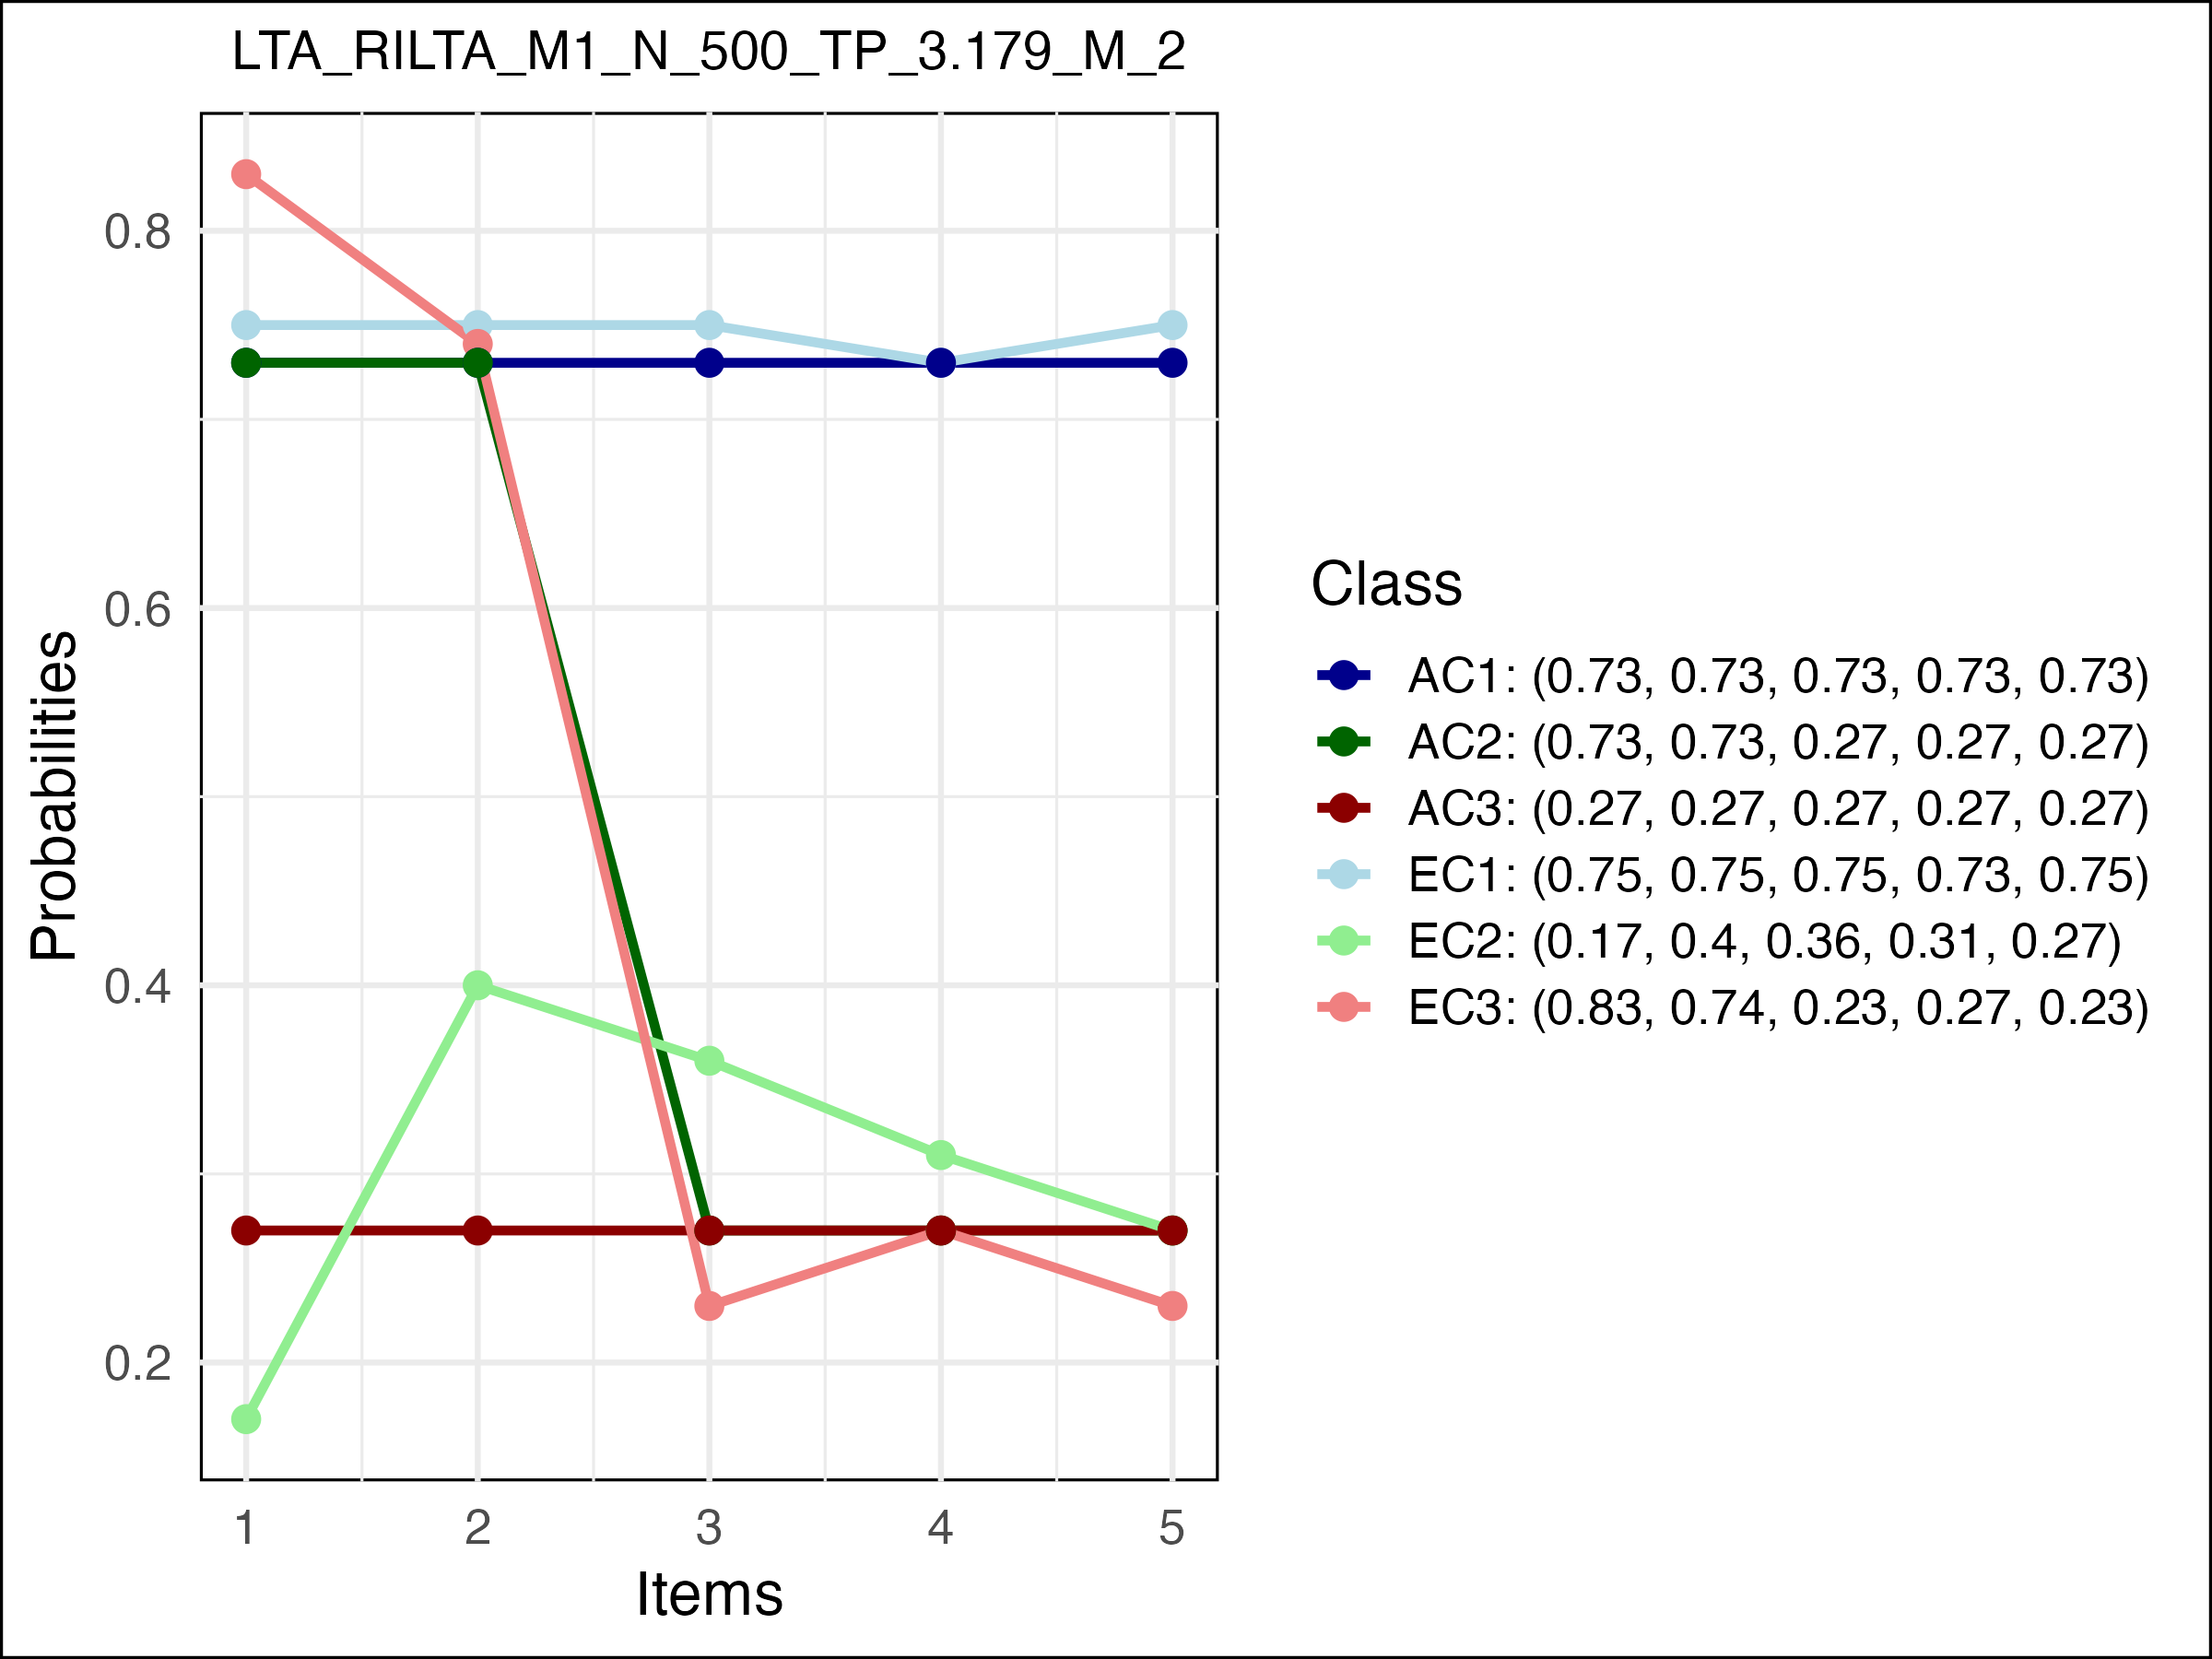 LTA_RILTA_M1_N_500_TP_3.179_M_2
Probabilities
0.8
0.6
0.4
0.2
1 2 3 4 5
Items
Class
AC1: (0.73, 0.73, 0.73, 0.73, 0.73)
AC2: (0.73, 0.73, 0.27, 0.27, 0.27)
AC3: (0.27, 0.27, 0.27, 0.27, 0.27)
EC1: (0.75, 0.75, 0.75, 0.73, 0.75)
EC2: (0.17, 0.4, 0.36, 0.31, 0.27)
EC3: (0.83, 0.74, 0.23, 0.27, 0.23)